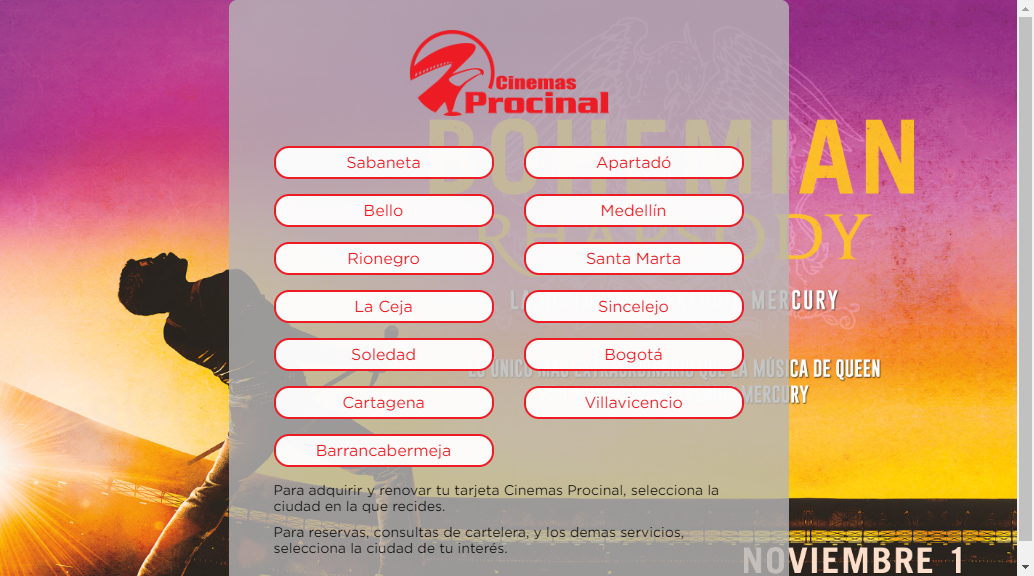 Cinemas
Procinal
BOHEMIAN
RHAPSODY
MERCURY
Sabaneta
Apartadó
Bello
Medellín
Rionegro
Santa Marta
La Ceja
Sincelejo
Soledad
Bogotá
LA MÚSICA DE QUEEN
MERCURY
Cartagena
Villavicencio
Barrancabermeja
Para adquirir y renovar tu tarjeta Cinemas Procinal, selecciona la
ciudad en la que recides.
Para reservas, consultas de cartelera, y los demas servicios,
selecciona la ciudad de tu interés.
NOVIEMBRE 1